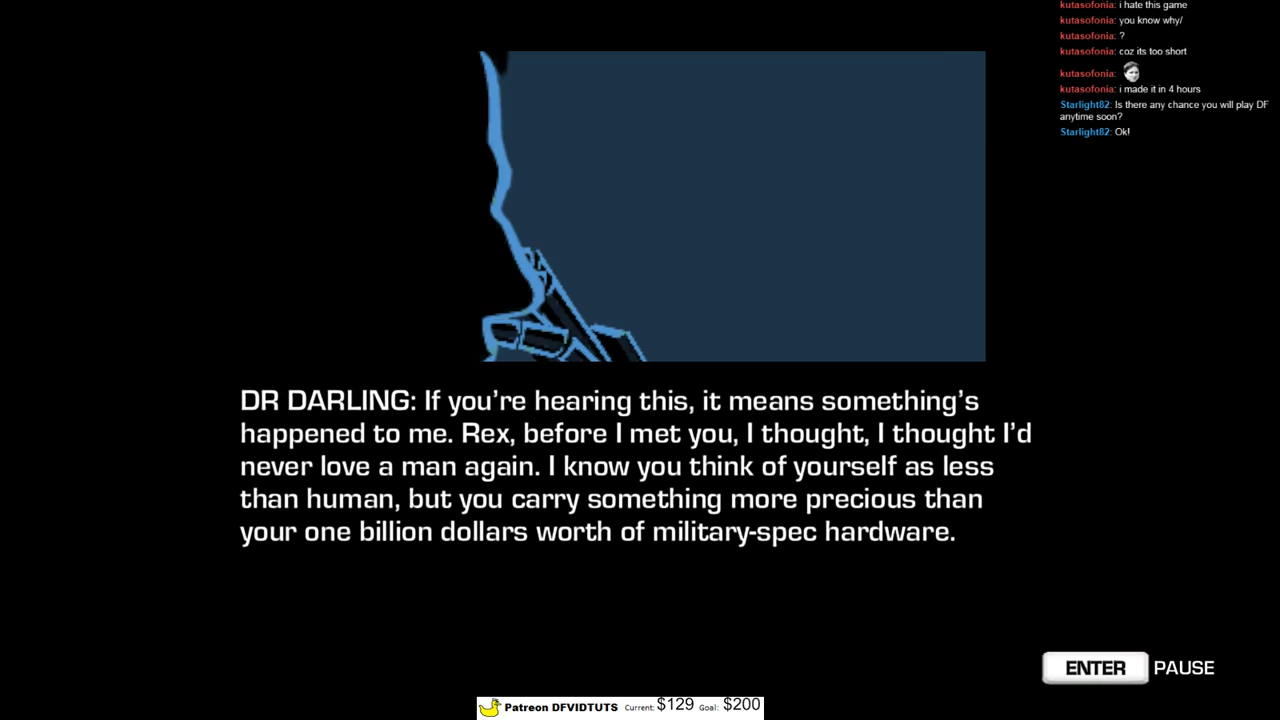 kutasofonia: i hate this game
kutasofonia: you know why/
kutasofonia: ?
kutasofonia: coz its too short
kutasofonia:
kutasofonia: i made it in 4 hours
Starlight82: Is there any chance you will play DF
anytime soon?
Starlight82: Ok!
DR DARLING: If you're hearing this, it means something's
happened to me. Rex, before I met you, I thought, I thought I'd
never love a man again. I know you think of yourself as less
than human, but you carry something more precious than
your one billion dollars worth of military-spec hardware.
ENTER PAUSE
Patreon DFVIDTUTS Current: $129 Goal: $200